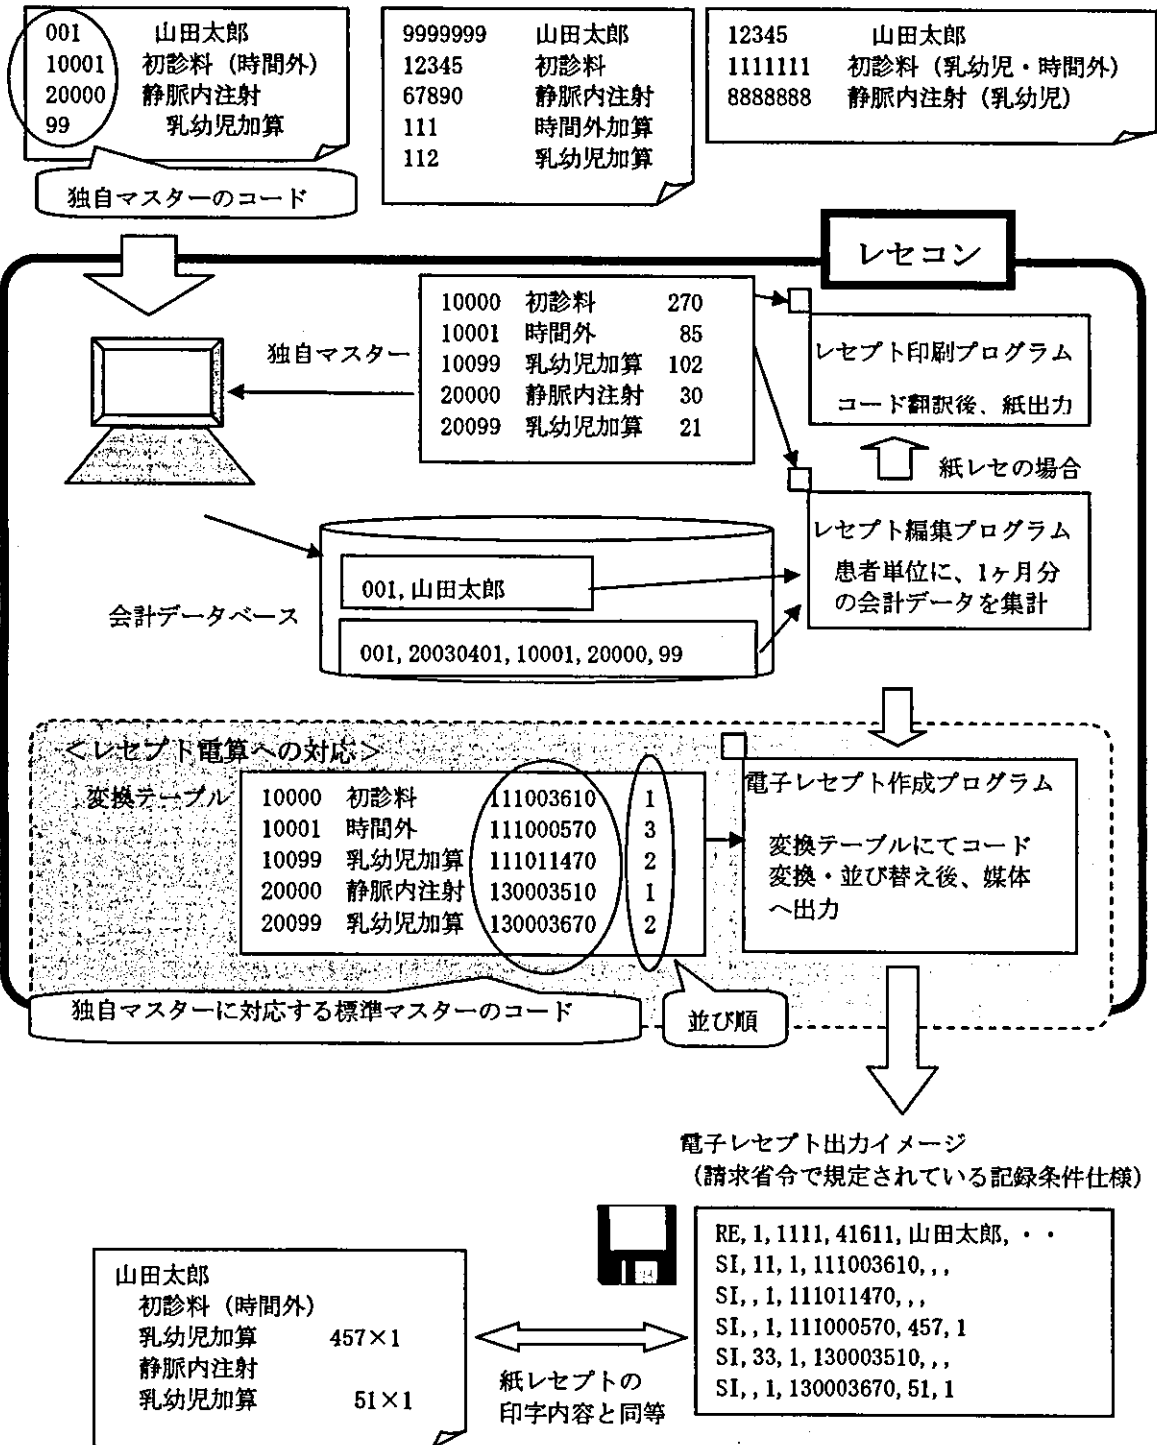 001 山田太郎
10001 初診料（時間外）
20000 静脈内注射
99 乳幼児加算
独自マスターのコード
9999999 山田太郎
12345 初診料
67890 静脈内注射
111 時間外加算
112 乳幼児加算
12345 山田太郎
1111111 初診料（乳幼児・時間外）
8888888 静脈内注射（乳幼児）
レセコン
独自マスター
10000 初診料 270
10001 時間外 85
10099 乳幼児加算 102
20000 静脈内注射 30
20099 乳幼児加算 21
レセプト印刷プログラム
コード翻訳後、紙出力
紙レセの場合
レセプト編集プログラム
患者単位に、1ヶ月分
の会計データを集計
会計データベース
001,山田太郎
001,20030401,10001,20000,99
＜レセプト電算への対応＞
変換テーブル
10000 初診料 111003610 1
10001 時間外 111000570 3
10099 乳幼児加算 111011470 2
20000 静脈内注射 130003510 1
20099 乳幼児加算 130003670 2
電子レセプト作成プログラム
変換テーブルにてコード
変換・並び替え後、媒体
へ出力
独自マスターに対応する標準マスターのコード
並び順
電子レセプト出力イメージ
（請求省令で規定されている記録条件仕様）
RE,1,1111,41611,山田太郎,・・
SI,11,1,111003610,,,
SI,,1,111011470,,,
SI,,1,111000570,457,1
SI,33,1,130003510,,,
SI,,1,130003670,51,1
山田太郎
初診料（時間外）
乳幼児加算 457×1
静脈内注射
乳幼児加算 51×1
紙レセプトの
印字内容と同等